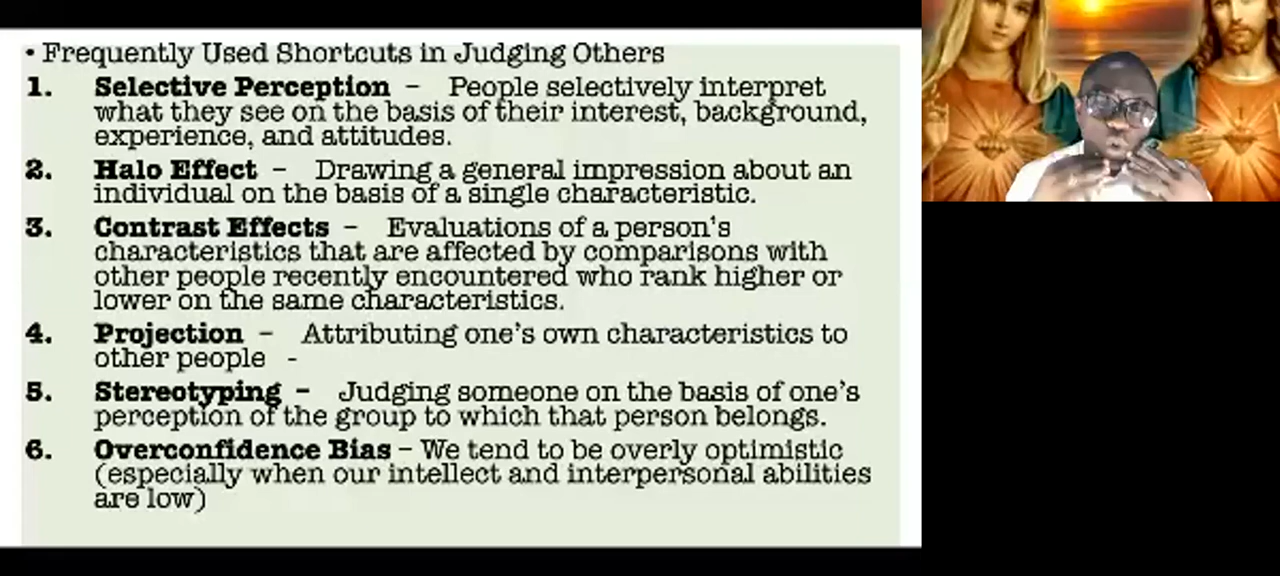 • Frequently Used Shortcuts in Judging Others
1. Selective Perception – People selectively interpret
what they see on the basis of their interest, background,
experience, and attitudes.
2. Halo Effect – Drawing a general impression about an
individual on the basis of a single characteristic.
3. Contrast Effects – Evaluations of a person's
characteristics that are affected by comparisons with
other people recently encountered who rank higher or
lower on the same characteristics.
4. Projection – Attributing one's own characteristics to
other people -
5. Stereotyping – Judging someone on the basis of one's
perception of the group to which that person belongs.
6. Overconfidence Bias – We tend to be overly optimistic
(especially when our intellect and interpersonal abilities
are low)